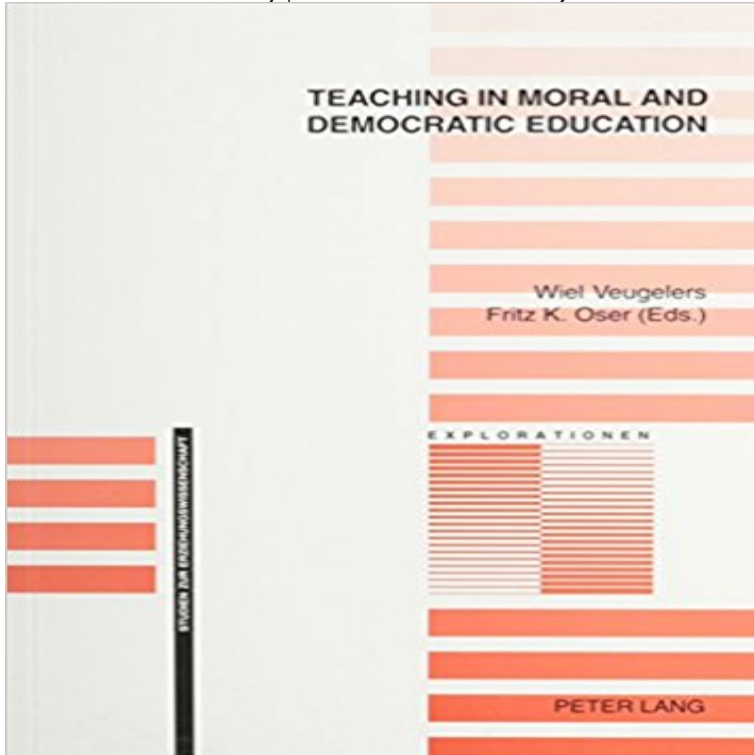 TEACHING IN MORAL AND
DEMOCRATIC EDUCATION
Wiel Veugelers
Fritz K. Oser (Eds.)
EXPLORATIONEN
STUDIEN ZUR ERZIEHUNGSWISSENSCHAFT
PETER LANG